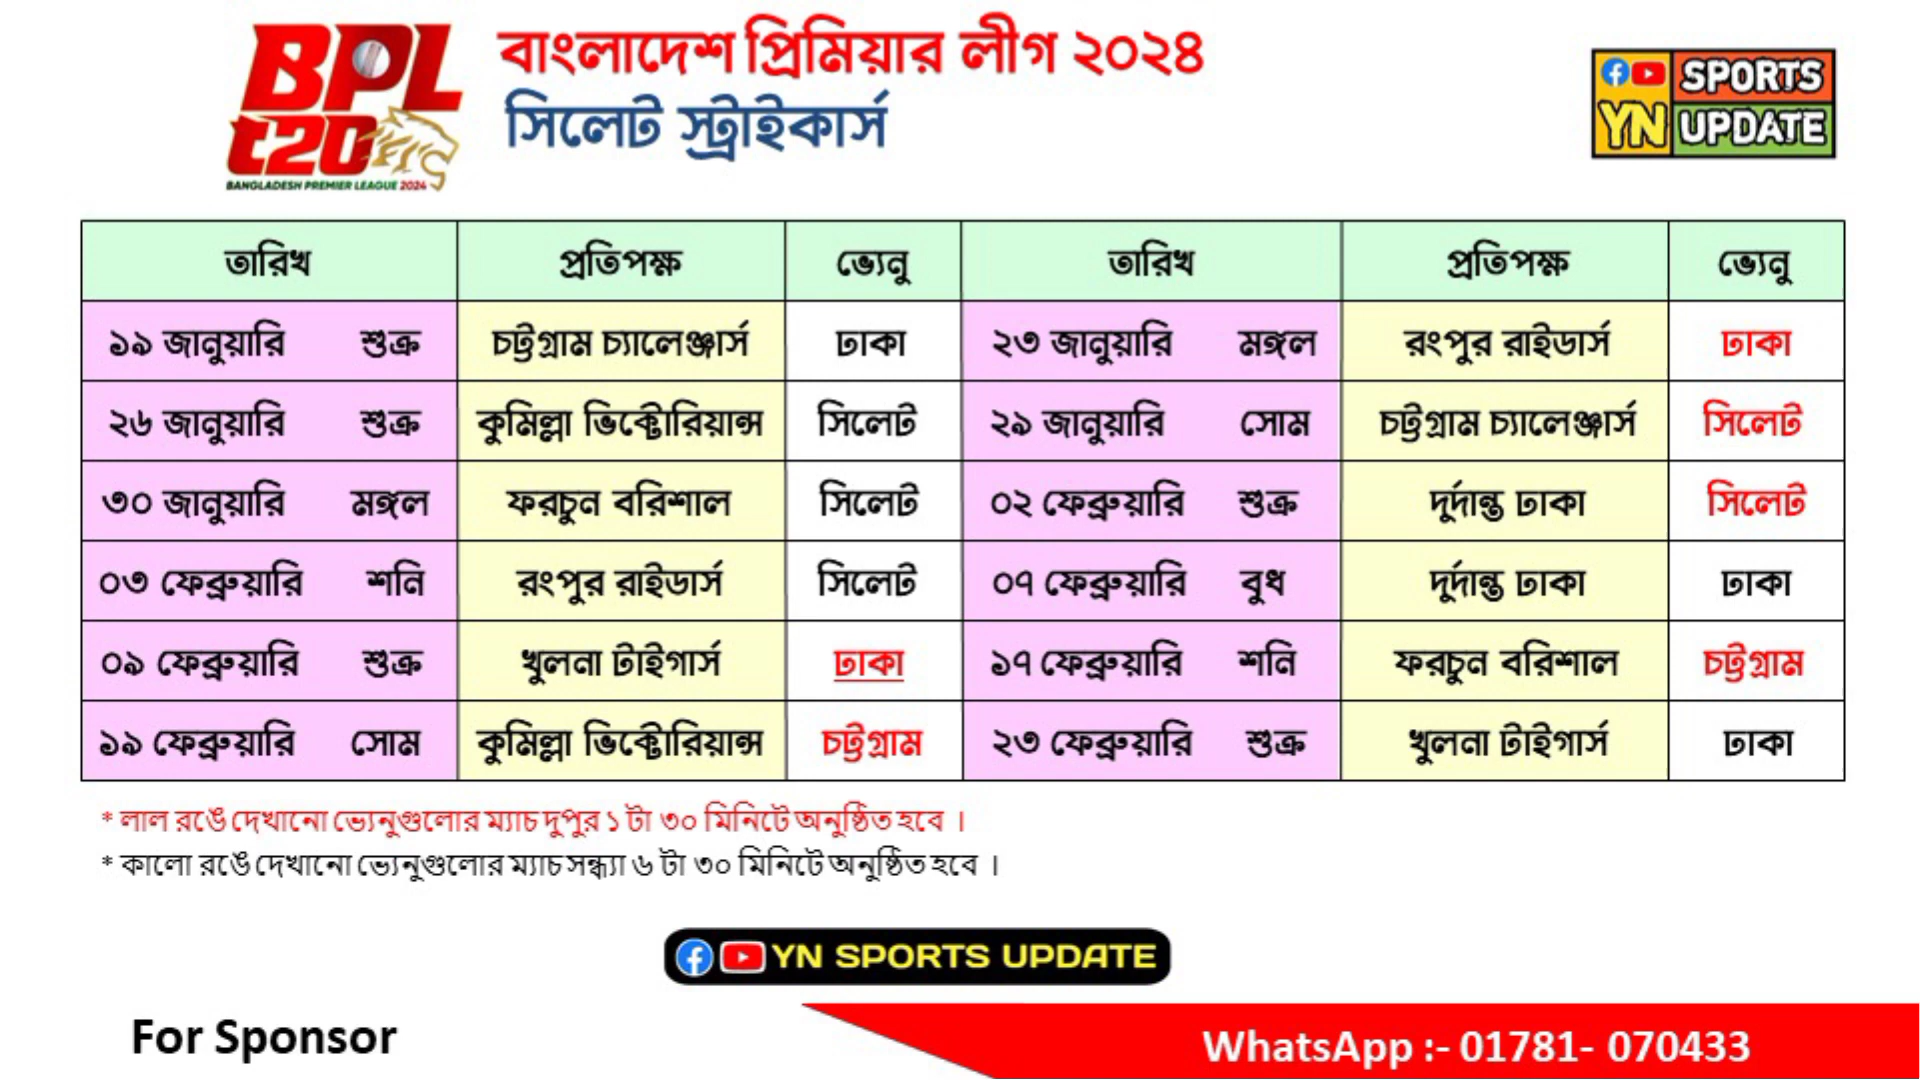 BPL
t20
BANGLADESH PREMIER LEAGUE 2024
বাংলাদেশ প্রিমিয়ার লীগ ২০২৪
সিলেট স্ট্রাইকার্স
SPORTS
YN UPDATE
তারিখ প্রতিপক্ষ ভ্যেনু তারিখ প্রতিপক্ষ ভ্যেনু
১৯ জানুয়ারি শুক্র চট্টগ্রাম চ্যালেঞ্জার্স ঢাকা ২৩ জানুয়ারি মঙ্গল রংপুর রাইডার্স ঢাকা
২৬ জানুয়ারি শুক্র কুমিল্লা ভিক্টোরিয়ান্স সিলেট ২৯ জানুয়ারি সোম চট্টগ্রাম চ্যালেঞ্জার্স সিলেট
৩০ জানুয়ারি মঙ্গল ফরচুন বরিশাল সিলেট ০২ ফেব্রুয়ারি শুক্র দুর্দান্ত ঢাকা সিলেট
০৩ ফেব্রুয়ারি শনি রংপুর রাইডার্স সিলেট ০৭ ফেব্রুয়ারি বুধ দুর্দান্ত ঢাকা ঢাকা
০৯ ফেব্রুয়ারি শুক্র খুলনা টাইগার্স ঢাকা ১৭ ফেব্রুয়ারি শনি ফরচুন বরিশাল চট্টগ্রাম
১৯ ফেব্রুয়ারি সোম কুমিল্লা ভিক্টোরিয়ান্স চট্টগ্রাম ২৩ ফেব্রুয়ারি শুক্র খুলনা টাইগার্স ঢাকা
* লাল রঙে দেখানো ভ্যেনুগুলোর ম্যাচ দুপুর ১ টা ৩০ মিনিটে অনুষ্ঠিত হবে ।
* কালো রঙে দেখানো ভ্যেনুগুলোর ম্যাচ সন্ধ্যা ৬ টা ৩০ মিনিটে অনুষ্ঠিত হবে ।
YN SPORTS UPDATE
For Sponsor
WhatsApp :- 01781- 070433